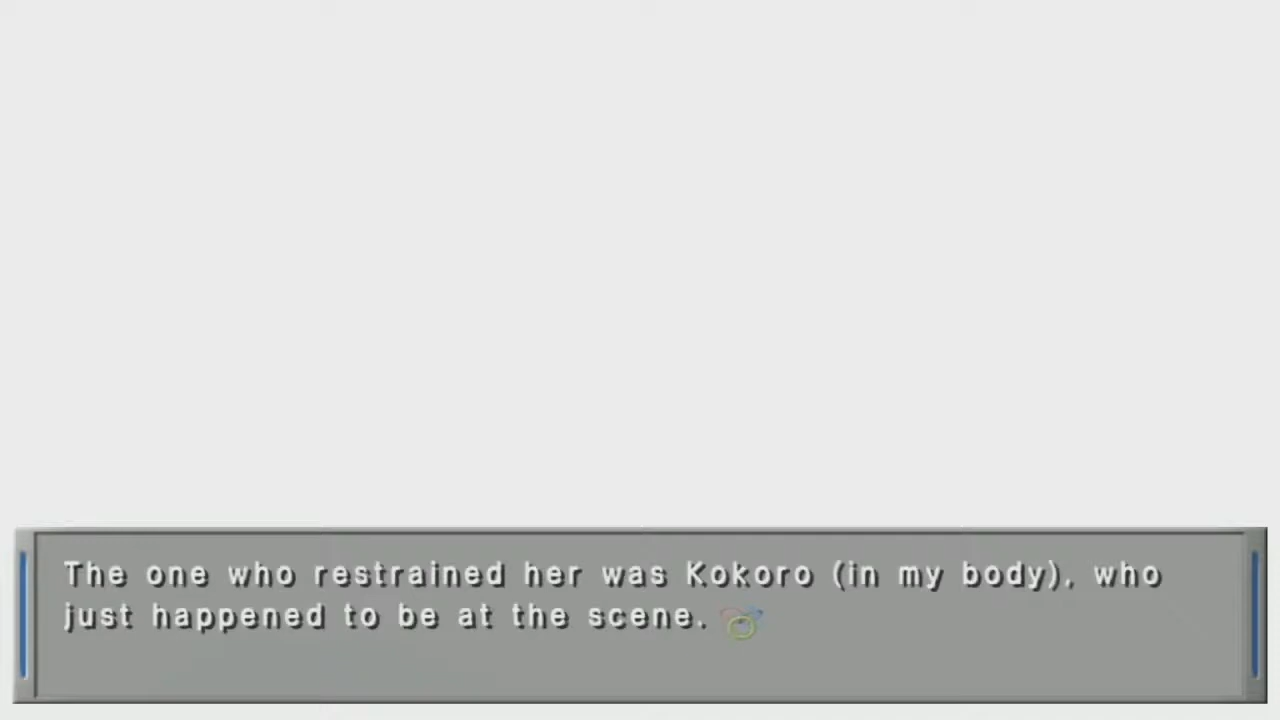 The one who restrained her was Kokoro (in my body), who
just happened to be at the scene.